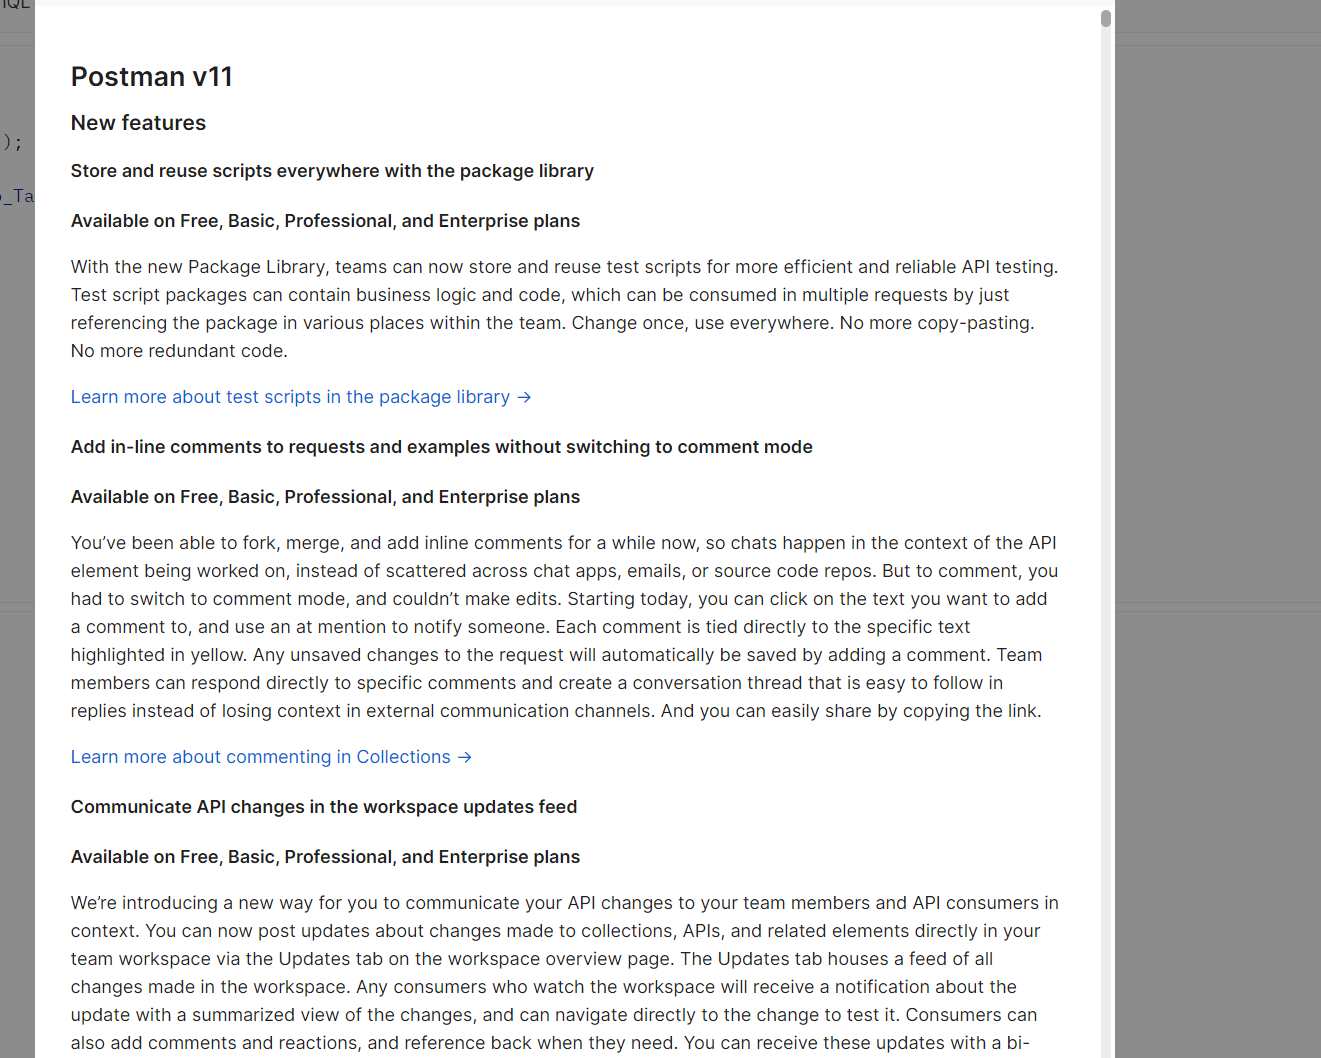 );
_Ta
Postman v11
New features
Store and reuse scripts everywhere with the package library
Available on Free, Basic, Professional, and Enterprise plans
With the new Package Library, teams can now store and reuse test scripts for more efficient and reliable API testing.
Test script packages can contain business logic and code, which can be consumed in multiple requests by just
referencing the package in various places within the team. Change once, use everywhere. No more copy-pasting.
No more redundant code.
Learn more about test scripts in the package library →
Add in-line comments to requests and examples without switching to comment mode
Available on Free, Basic, Professional, and Enterprise plans
You’ve been able to fork, merge, and add inline comments for a while now, so chats happen in the context of the API
element being worked on, instead of scattered across chat apps, emails, or source code repos. But to comment, you
had to switch to comment mode, and couldn’t make edits. Starting today, you can click on the text you want to add
a comment to, and use an at mention to notify someone. Each comment is tied directly to the specific text
highlighted in yellow. Any unsaved changes to the request will automatically be saved by adding a comment. Team
members can respond directly to specific comments and create a conversation thread that is easy to follow in
replies instead of losing context in external communication channels. And you can easily share by copying the link.
Learn more about commenting in Collections →
Communicate API changes in the workspace updates feed
Available on Free, Basic, Professional, and Enterprise plans
We’re introducing a new way for you to communicate your API changes to your team members and API consumers in
context. You can now post updates about changes made to collections, APIs, and related elements directly in your
team workspace via the Updates tab on the workspace overview page. The Updates tab houses a feed of all
changes made in the workspace. Any consumers who watch the workspace will receive a notification about the
update with a summarized view of the changes, and can navigate directly to the change to test it. Consumers can
also add comments and reactions, and reference back when they need. You can receive these updates with a bi-